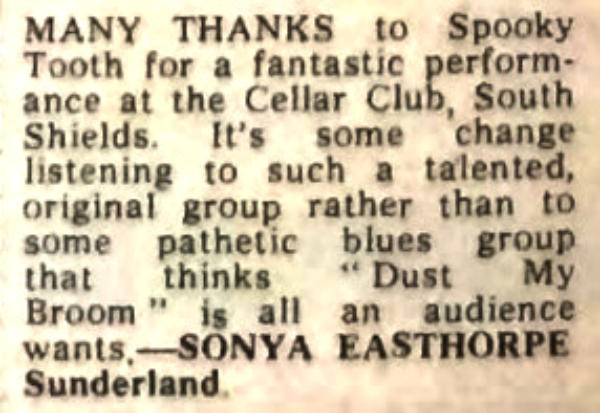 MANY THANKS to Spooky
Tooth for a fantastic perform-
ance at the Cellar Club, South
Shields. It's some change
listening to such a talented,
original group rather than to
some pathetic blues group
that thinks “Dust My
Broom” is all an audience
wants.—SONYA EASTHORPE
Sunderland.